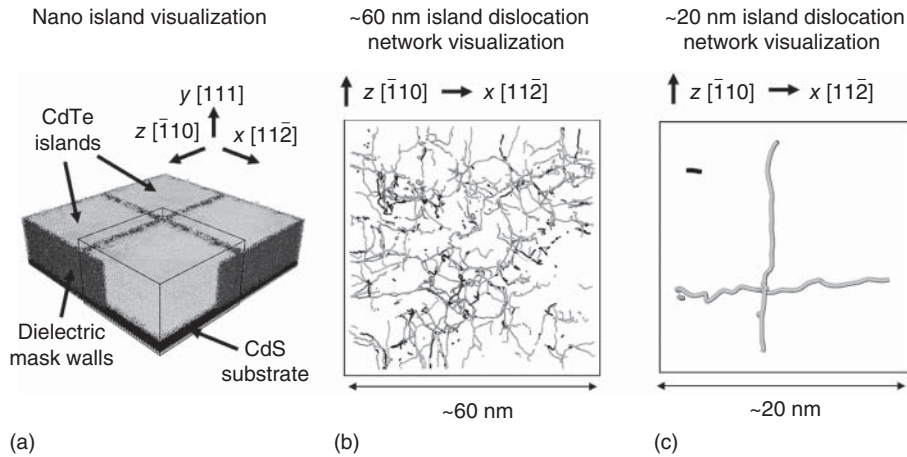 Nano island visualization
y [111]
z [1̄10]
x [112̄]
CdTe
islands
Dielectric
mask walls
CdS
substrate
(a)
~60 nm island dislocation
network visualization
z [1̄10]
x [112̄]
~60 nm
(b)
~20 nm island dislocation
network visualization
z [1̄10]
x [112̄]
~20 nm
(c)